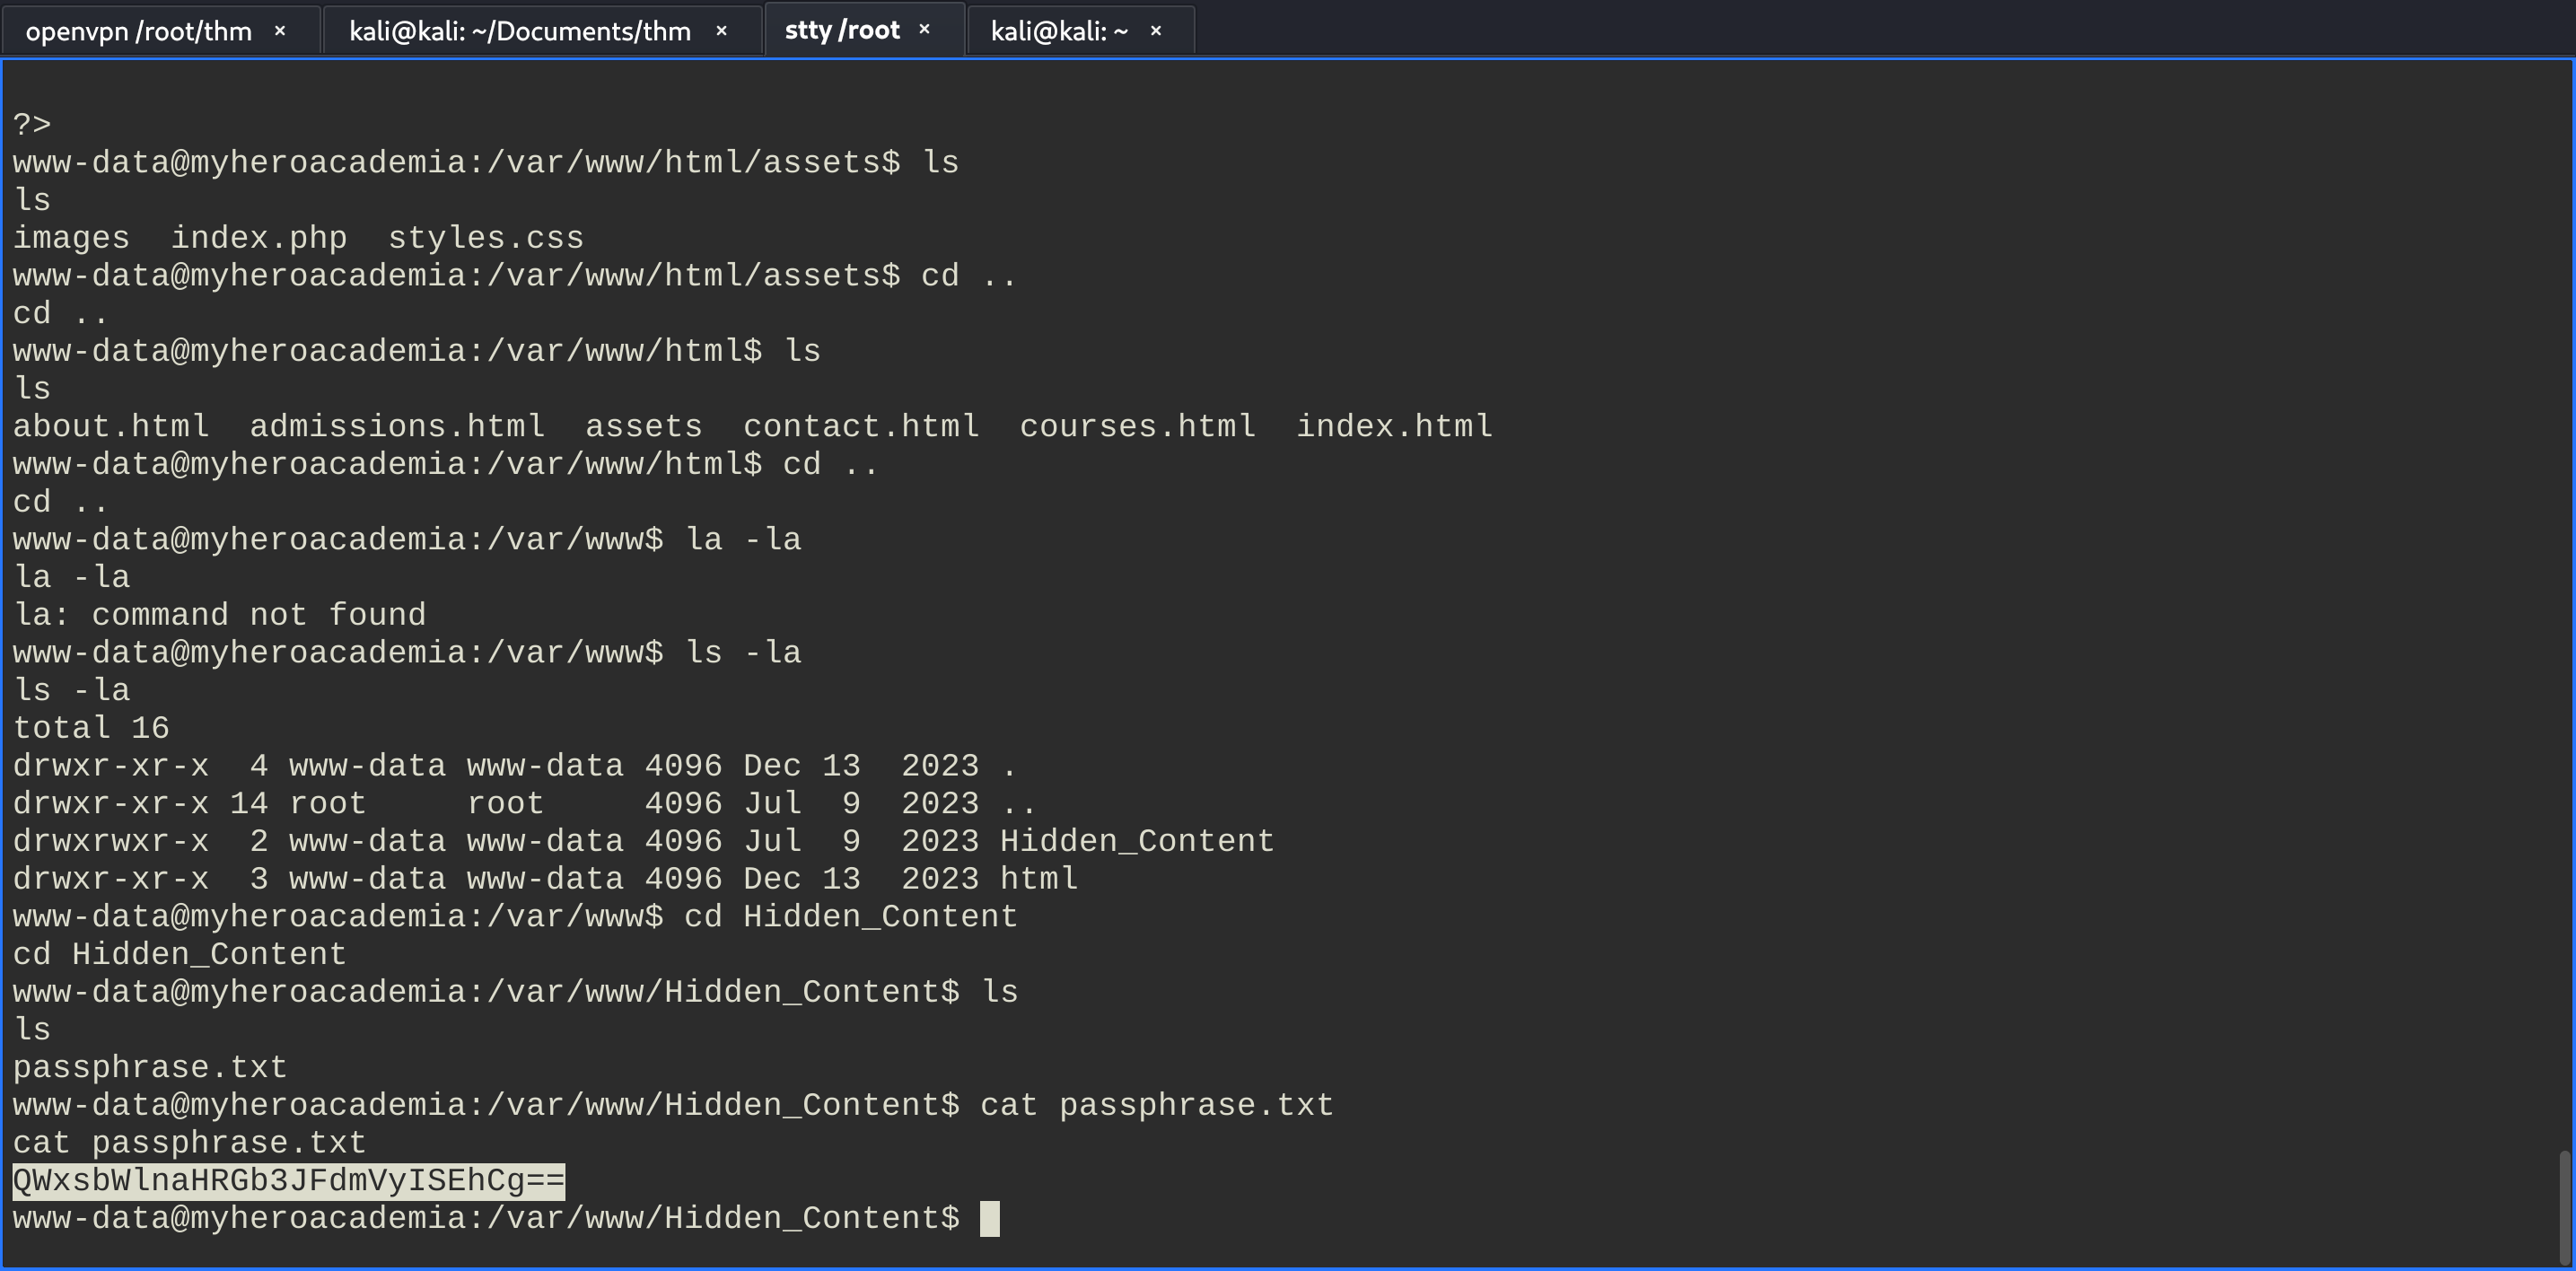 openvpn /root/thm × kali@kali: ~/Documents/thm × stty /root × kali@kali: ~ ×
?>
www-data@myheroacademia:/var/www/html/assets$ ls
ls
images  index.php  styles.css
www-data@myheroacademia:/var/www/html/assets$ cd ..
cd ..
www-data@myheroacademia:/var/www/html$ ls
ls
about.html  admissions.html  assets  contact.html  courses.html  index.html
www-data@myheroacademia:/var/www/html$ cd ..
cd ..
www-data@myheroacademia:/var/www$ la -la
la -la
la: command not found
www-data@myheroacademia:/var/www$ ls -la
ls -la
total 16
drwxr-xr-x  4 www-data www-data 4096 Dec 13  2023 .
drwxr-xr-x 14 root     root     4096 Jul  9  2023 ..
drwxrwxr-x  2 www-data www-data 4096 Jul  9  2023 Hidden_Content
drwxr-xr-x  3 www-data www-data 4096 Dec 13  2023 html
www-data@myheroacademia:/var/www$ cd Hidden_Content
cd Hidden_Content
www-data@myheroacademia:/var/www/Hidden_Content$ ls
ls
passphrase.txt
www-data@myheroacademia:/var/www/Hidden_Content$ cat passphrase.txt
cat passphrase.txt
QWxsbWlnaHRGb3JFdmVyISEhCg==
www-data@myheroacademia:/var/www/Hidden_Content$